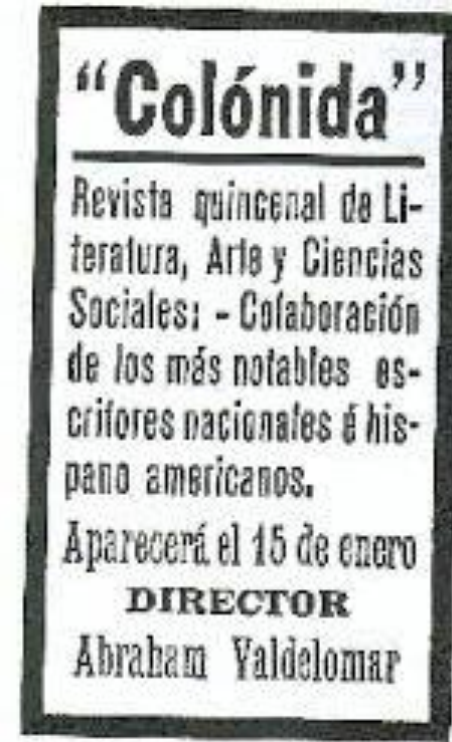 “Colónida”
Revista quincenal de Li-
teratura, Arte y Ciencias
Sociales: - Colaboración
de los más notables es-
critores nacionales é his-
pano americanos.
Aparecerá el 15 de enero
DIRECTOR
Abraham Valdelomar